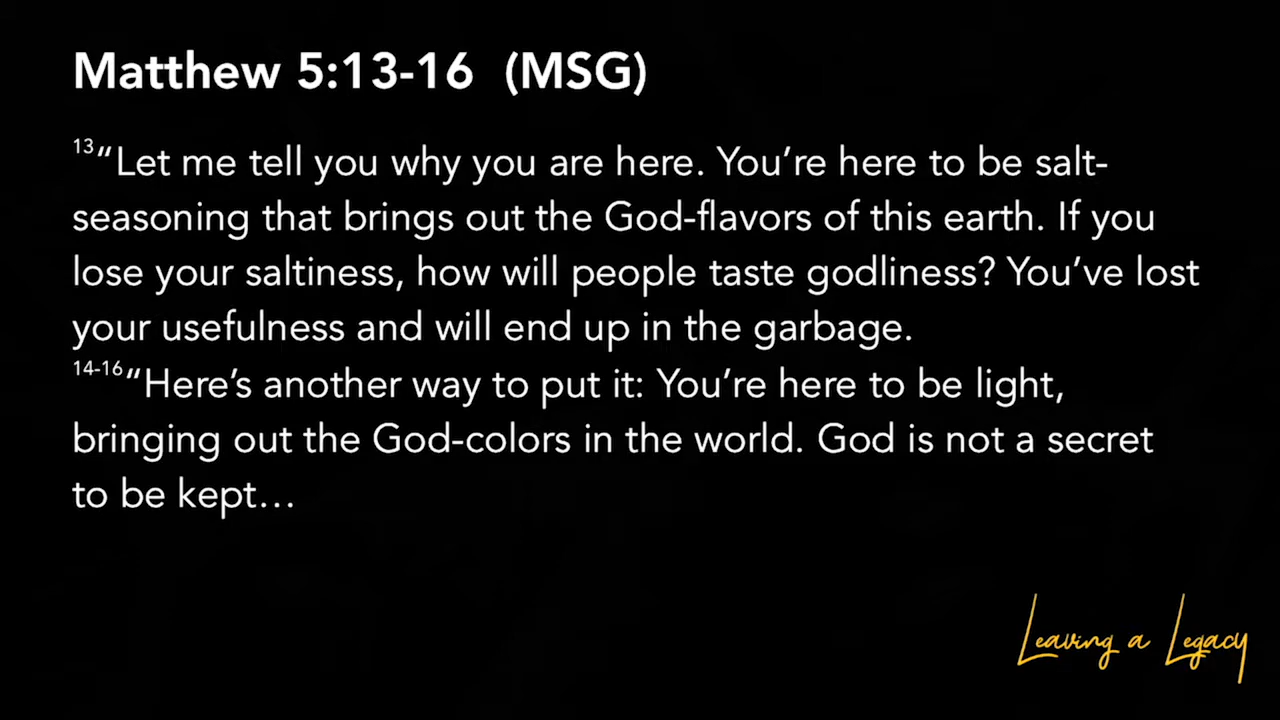 Matthew 5:13-16 (MSG)
13“Let me tell you why you are here. You’re here to be salt-
seasoning that brings out the God-flavors of this earth. If you
lose your saltiness, how will people taste godliness? You’ve lost
your usefulness and will end up in the garbage.
14-16“Here’s another way to put it: You’re here to be light,
bringing out the God-colors in the world. God is not a secret
to be kept…
Leaving a Legacy